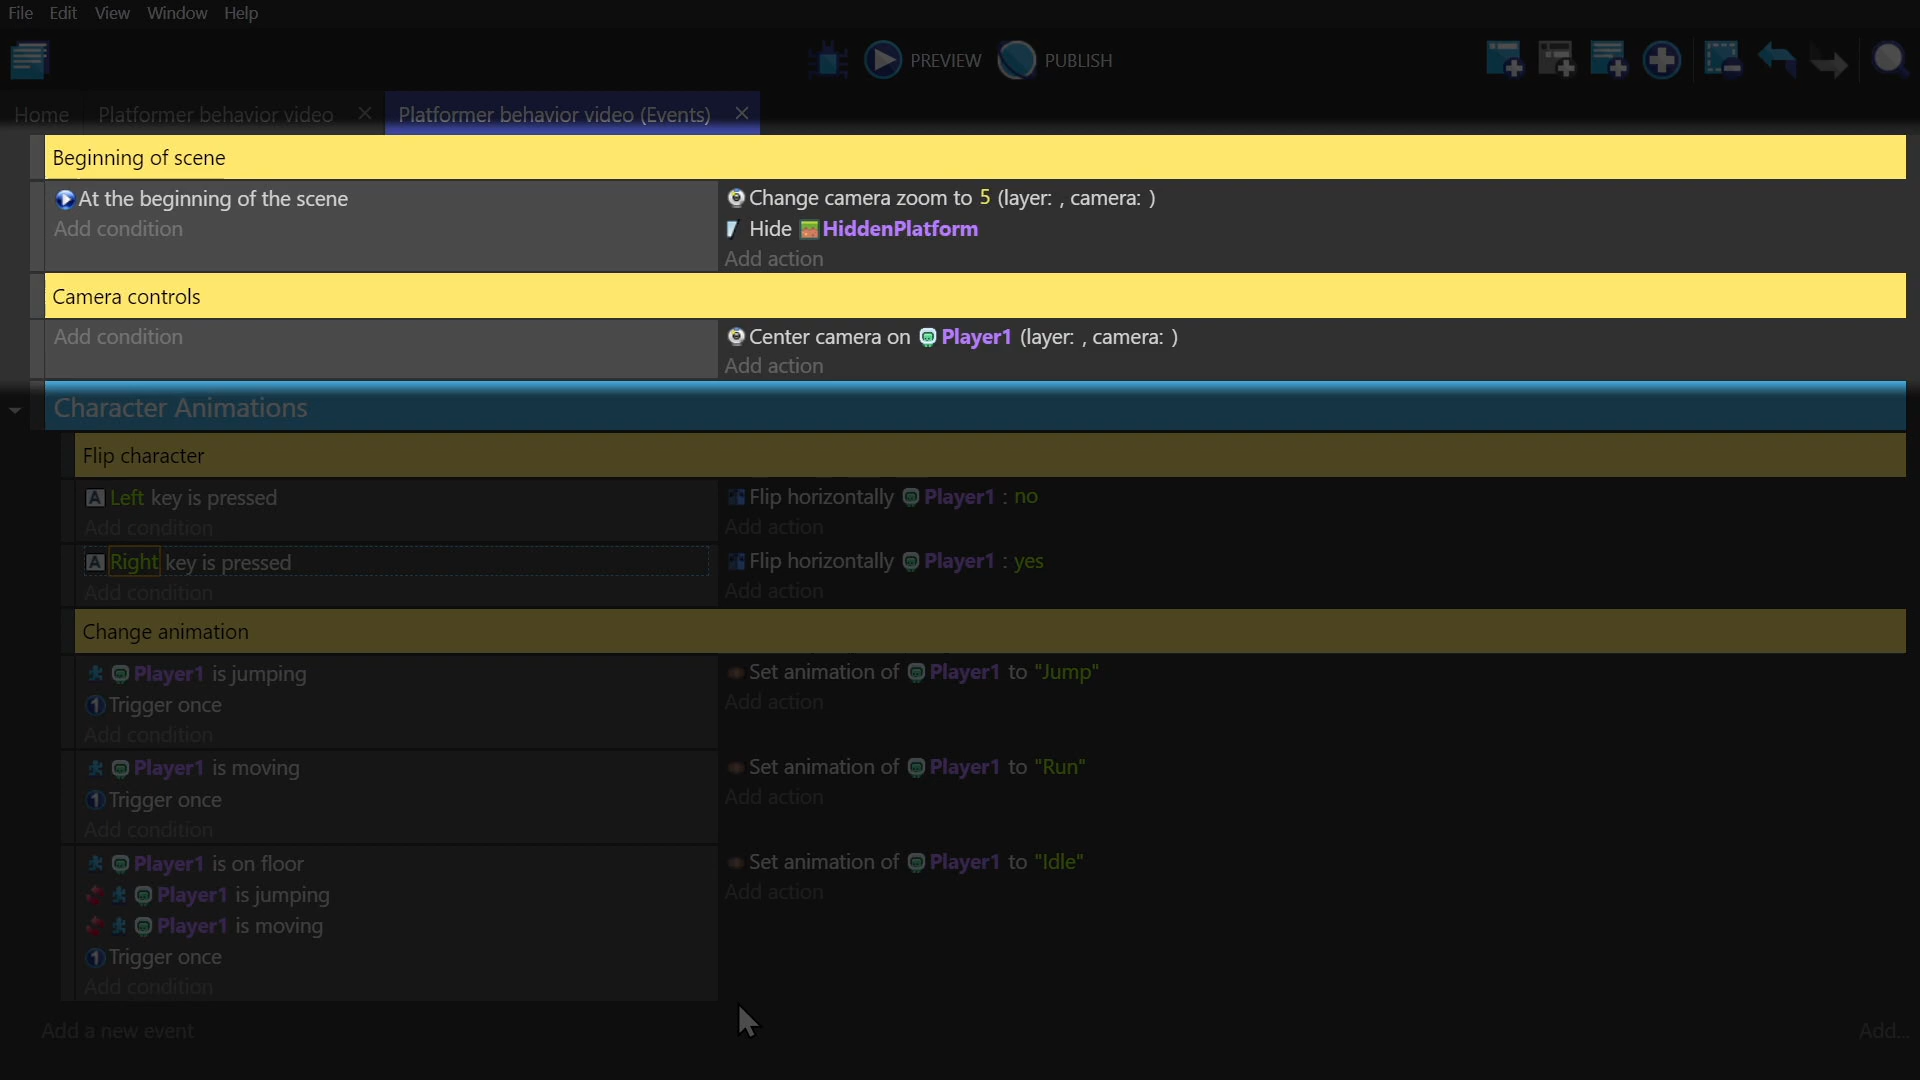 File Edit View Window Help
PREVIEW PUBLISH
Home Platformer behavior video Platformer behavior video (Events)
Beginning of scene
At the beginning of the scene
Add condition
Change camera zoom to 5 (layer: , camera: )
Hide HiddenPlatform
Add action
Camera controls
Add condition
Center camera on Player1 (layer: , camera: )
Add action
Character Animations
Flip character
Left key is pressed
Add condition
Flip horizontally Player1 : no
Add action
Right key is pressed
Add condition
Flip horizontally Player1 : yes
Add action
Change animation
Player1 is jumping
Trigger once
Add condition
Set animation of Player1 to "Jump"
Add action
Player1 is moving
Trigger once
Add condition
Set animation of Player1 to "Run"
Add action
Player1 is on floor
Player1 is jumping
Player1 is moving
Trigger once
Add condition
Set animation of Player1 to "Idle"
Add action
Add a new event
Add...